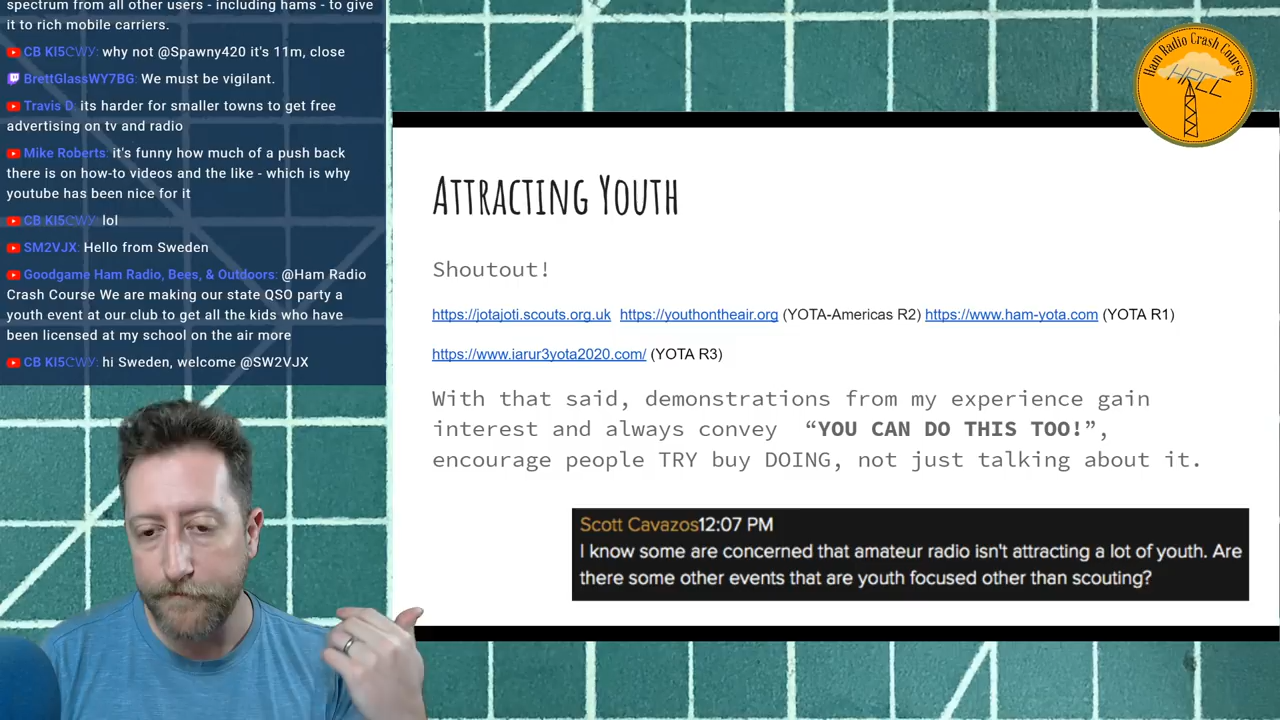 spectrum from all other users - including hams - to give
it to rich mobile carriers.
CB KI5CWY: why not @Spawny420 it's 11m, close
BrettGlassWY7BG: We must be vigilant.
Travis D: its harder for smaller towns to get free
advertising on tv and radio
Mike Roberts: it's funny how much of a push back
there is on how-to videos and the like - which is why
youtube has been nice for it
CB KI5CWY: lol
SM2VJX: Hello from Sweden
Goodgame Ham Radio, Bees, & Outdoors: @Ham Radio
Crash Course We are making our state QSO party a
youth event at our club to get all the kids who have
been licensed at my school on the air more
CB KI5CWY: hi Sweden, welcome @SW2VJX
Ham Radio Crash Course
HRCC
Attracting Youth
Shoutout!
https://jotajoti.scouts.org.uk https://youthontheair.org (YOTA-Americas R2) https://www.ham-yota.com (YOTA R1)
https://www.iarur3yota2020.com/ (YOTA R3)
With that said, demonstrations from my experience gain
interest and always convey “YOU CAN DO THIS TOO!”,
encourage people TRY buy DOING, not just talking about it.
Scott Cavazos12:07 PM
I know some are concerned that amateur radio isn't attracting a lot of youth. Are
there some other events that are youth focused other than scouting?